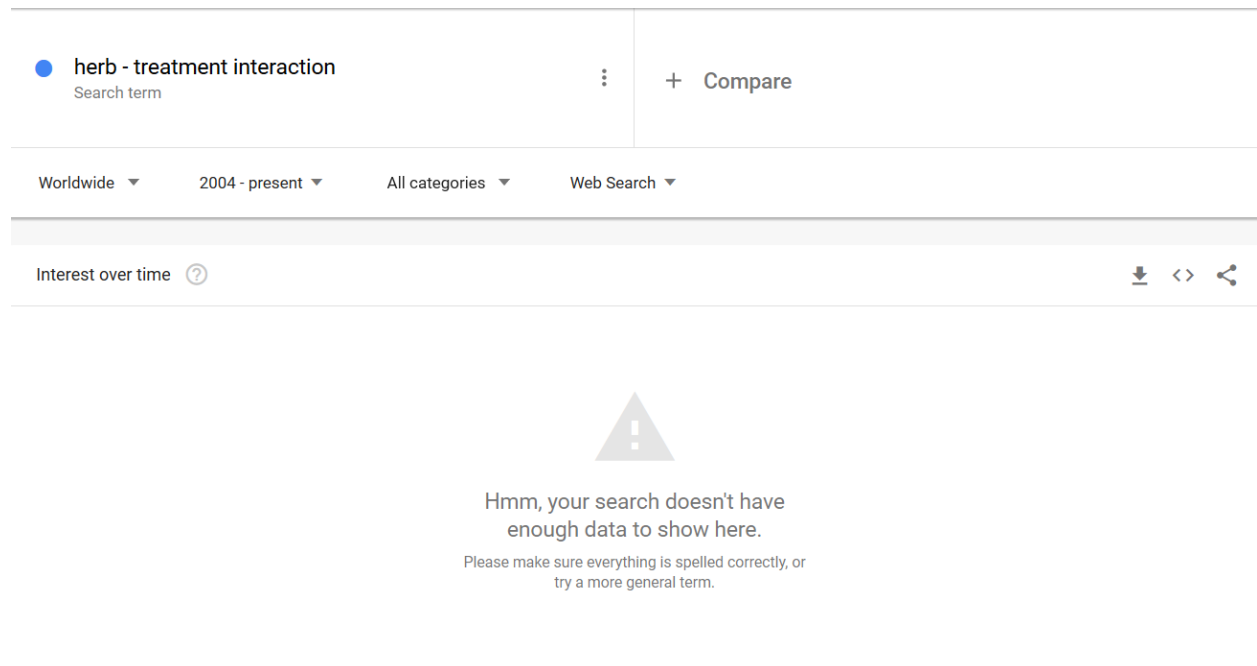 herb - treatment interaction
Search term
+ Compare
Worldwide
2004 - present
All categories
Web Search
Interest over time ?
Hmm, your search doesn't have
enough data to show here.
Please make sure everything is spelled correctly, or
try a more general term.